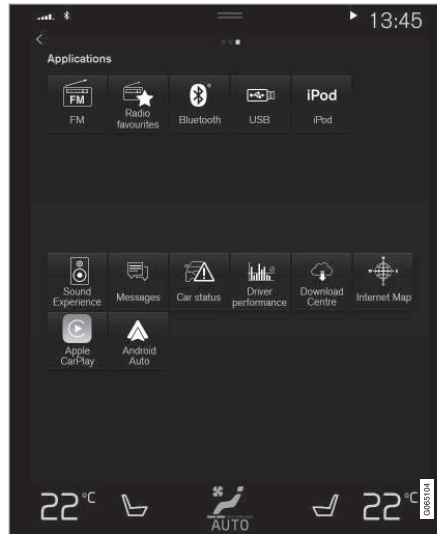 13:45
Applications
FM
iPod
FM
Radio
favourites
Bluetooth
USB
iPod
Sound
Experience
Messages
Car status
Driver
performance
Download
Centre
Internet Map
Apple
CarPlay
Android
Auto
22°C
AUTO
22°C
G065104